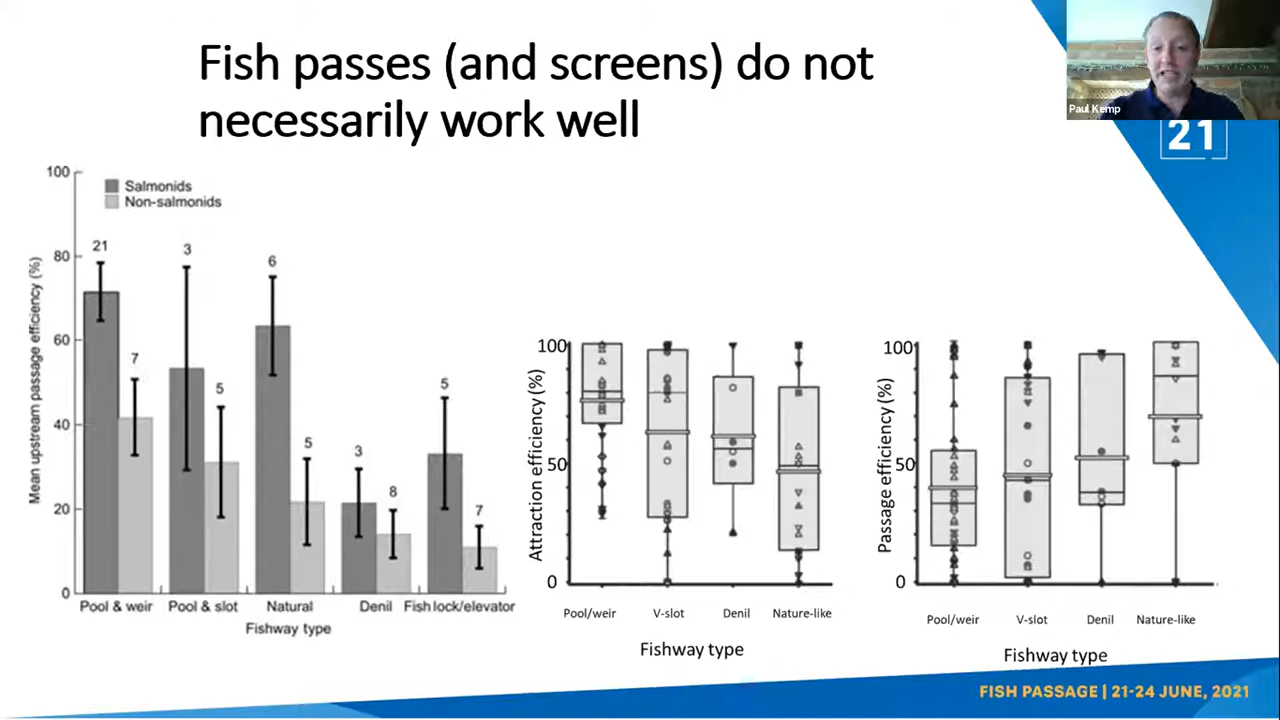 Fish passes (and screens) do not
necessarily work well
Paul Kemp
21
100
80
60
40
20
0
Mean upstream passage efficiency (%)
Salmonids
Non-salmonids
21
7
3
5
6
5
3
8
5
7
Pool & weir
Pool & slot
Natural
Denil
Fish lock/elevator
Fishway type
Attraction efficiency (%)
100
50
0
Pool/weir
V-slot
Denil
Nature-like
Fishway type
Passage efficiency (%)
100
50
0
Pool/weir
V-slot
Denil
Nature-like
Fishway type
FISH PASSAGE | 21-24 JUNE, 2021